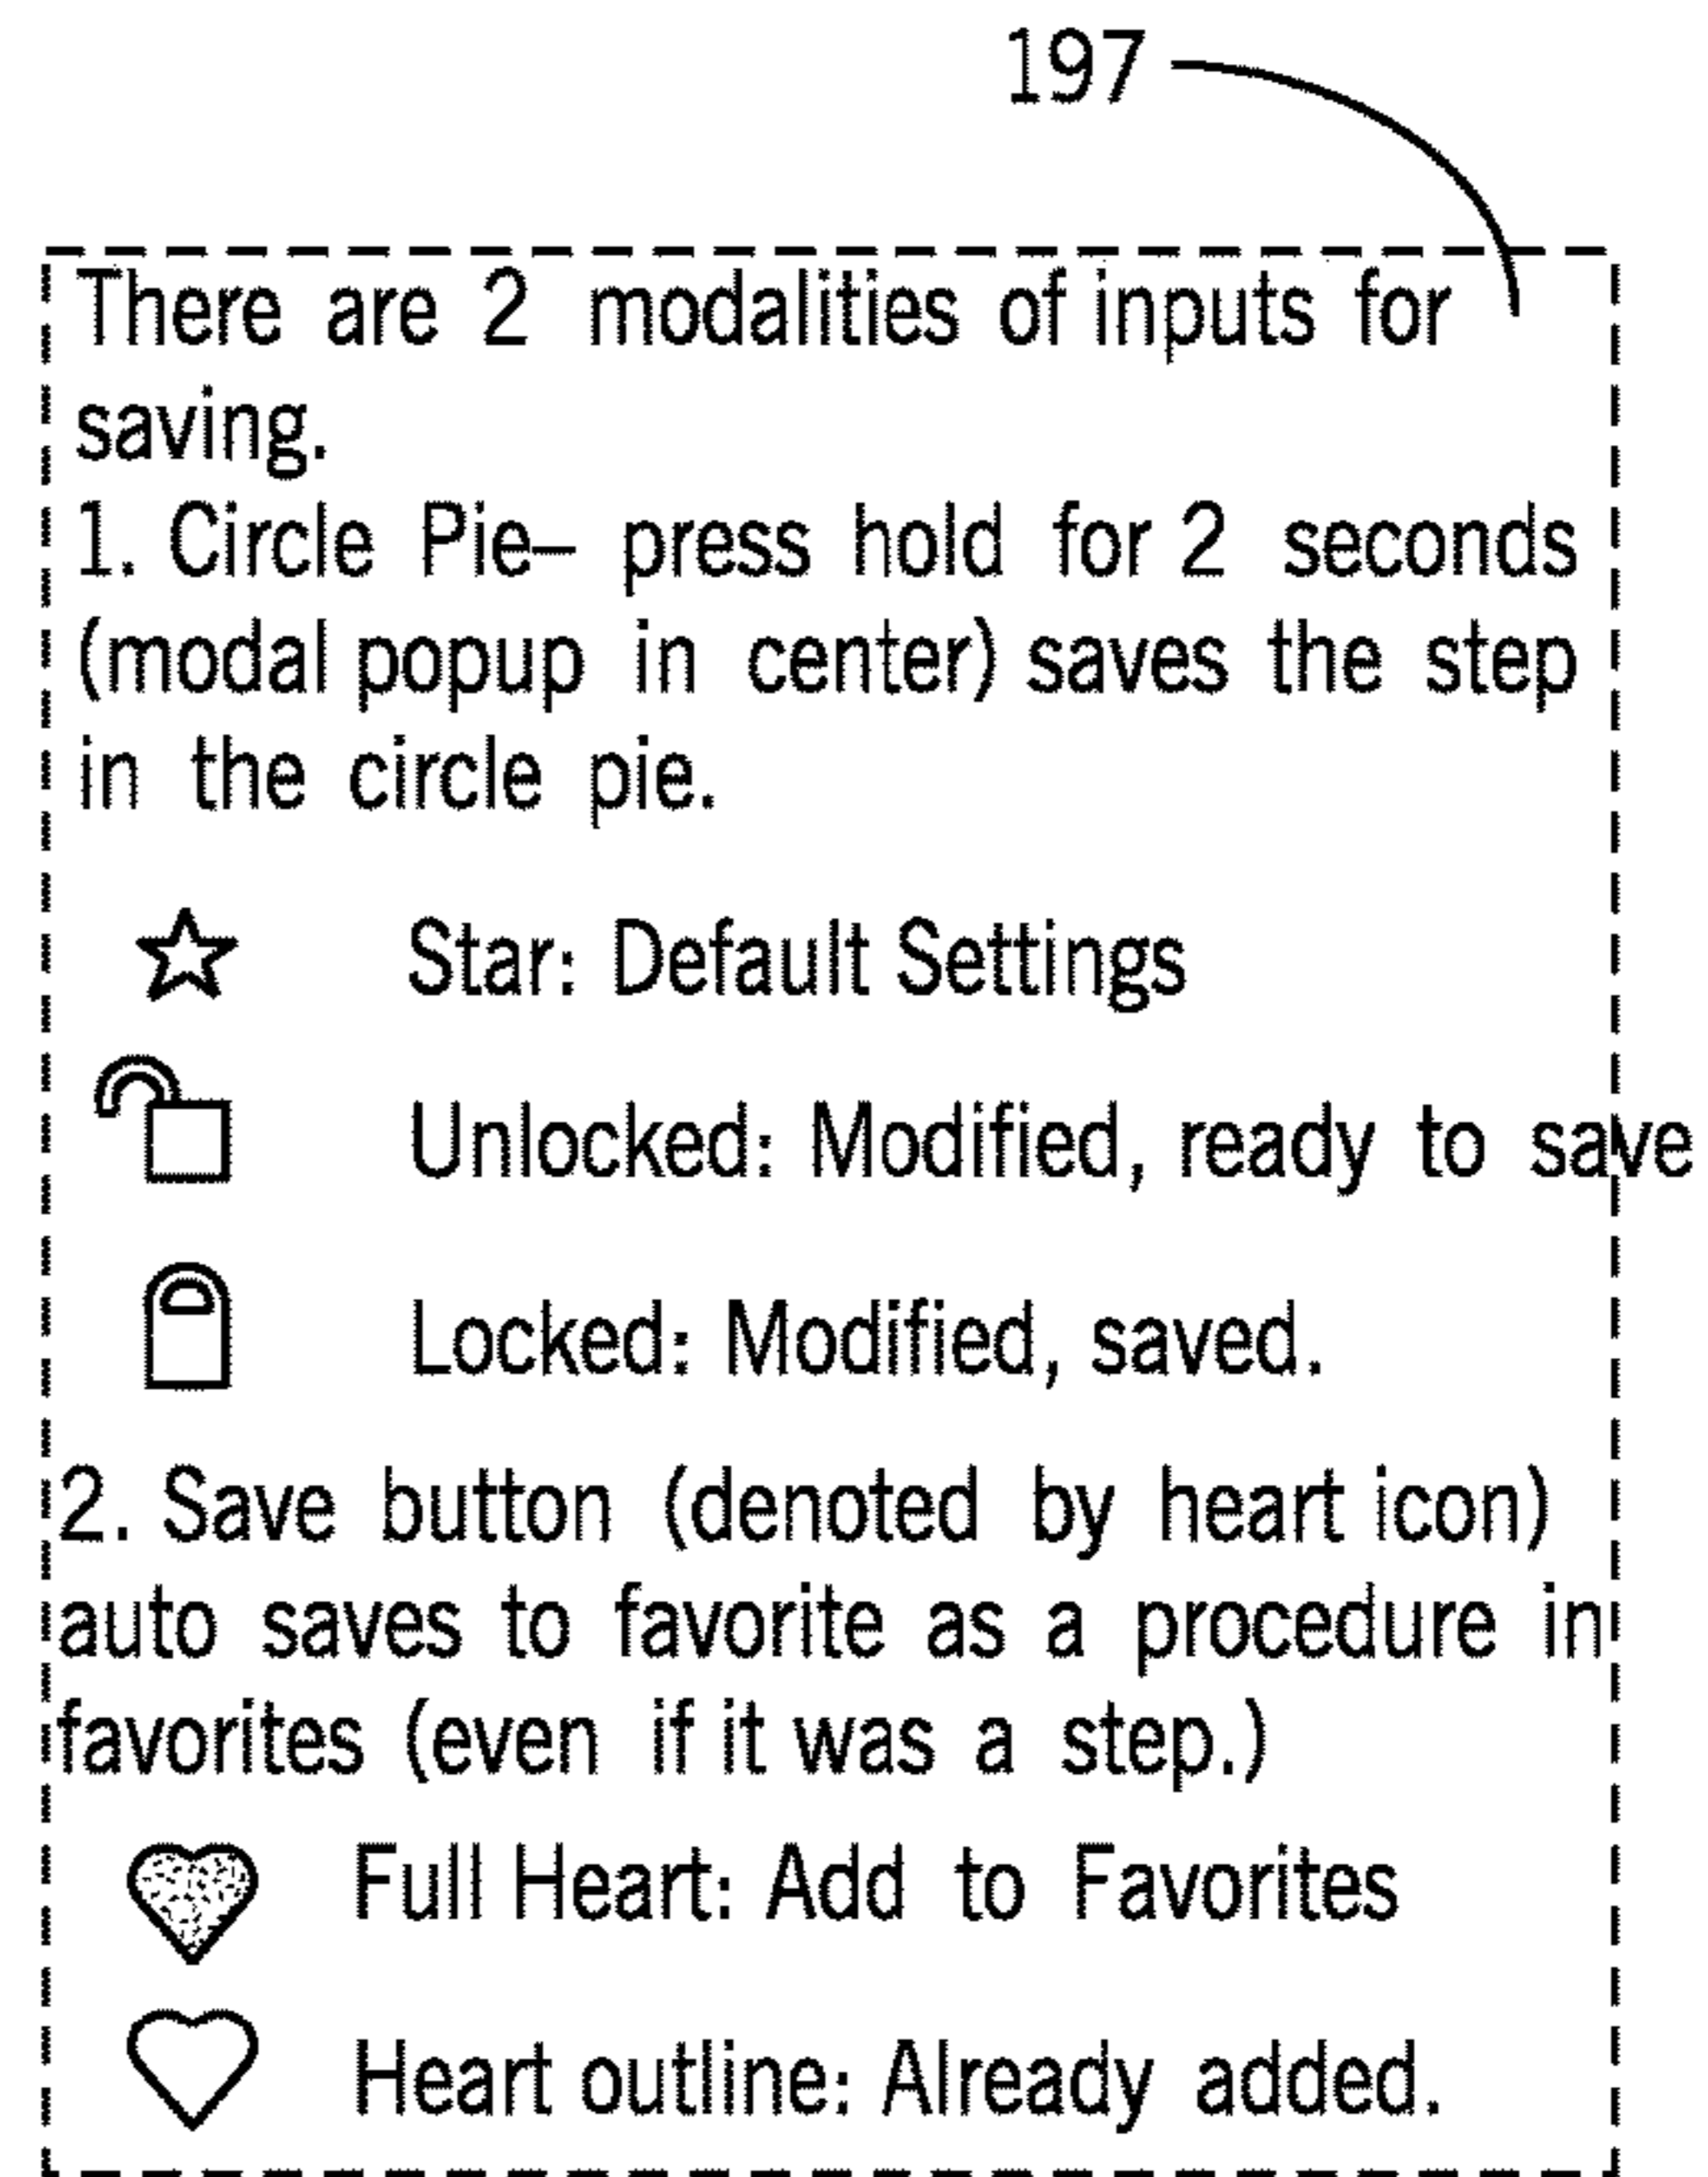 197
There are 2 modalities of inputs for
saving.
1. Circle Pie– press hold for 2 seconds
(modal popup in center) saves the step
in the circle pie.
Star: Default Settings
Unlocked: Modified, ready to save
Locked: Modified, saved.
2. Save button (denoted by heart icon)
auto saves to favorite as a procedure in
favorites (even if it was a step.)
Full Heart: Add to Favorites
Heart outline: Already added.